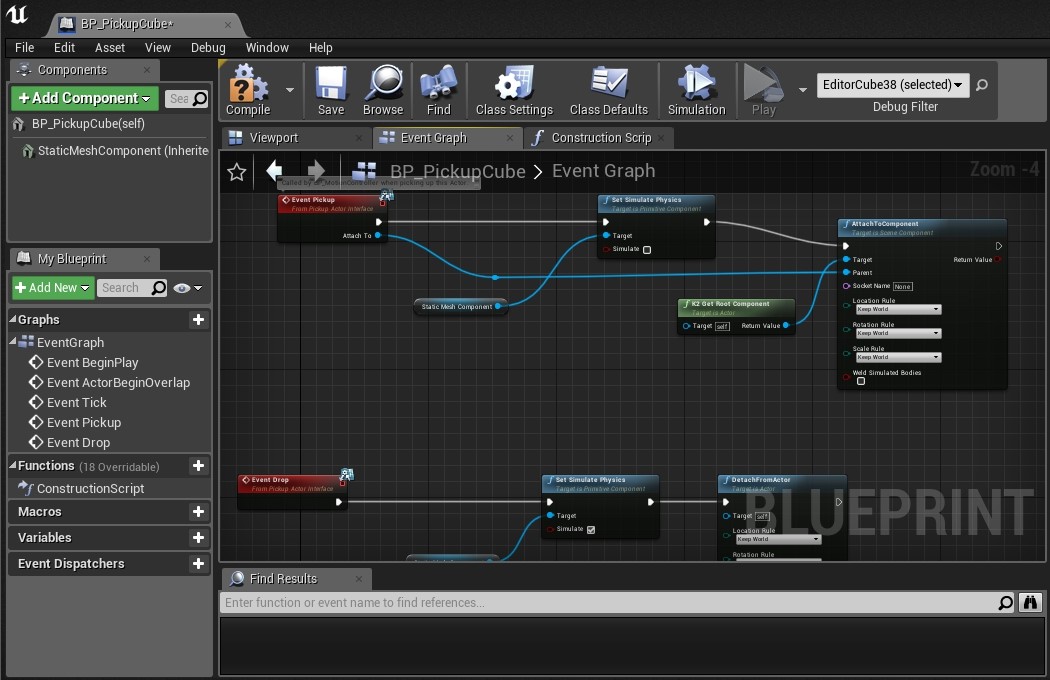 BP_PickupCube*
File Edit Asset View Debug Window Help
Components
+ Add Component
Sea
BP_PickupCube(self)
StaticMeshComponent (Inherite
My Blueprint
+ Add New
Search
Graphs
EventGraph
Event BeginPlay
Event ActorBeginOverlap
Event Tick
Event Pickup
Event Drop
Functions (18 Overridable)
ConstructionScript
Macros
Variables
Event Dispatchers
Compile
Save
Browse
Find
Class Settings
Class Defaults
Simulation
Play
EditorCube38 (selected)
Debug Filter
Viewport
Event Graph
Construction Scrip
BP_PickupCube > Event Graph
Zoom -4
Called by BP_MotionController when picking up this Actor.
Event Pickup
From Pickup Actor Interface
Attach To
Set Simulate Physics
Target is Primitive Component
Target
Simulate
Static Mesh Component
K2 Get Root Component
Target is Actor
Target self
Return Value
AttachToComponent
Target is Scene Component
Target
Return Value
Parent
Socket Name None
Location Rule
Keep World
Rotation Rule
Keep World
Scale Rule
Keep World
Weld Simulated Bodies
Event Drop
From Pickup Actor Interface
Set Simulate Physics
Target is Primitive Component
Target
Simulate
DetachFromActor
Target is Actor
Target self
Location Rule
Keep World
Rotation Rule
BLUEPRINT
Find Results
Enter function or event name to find references...